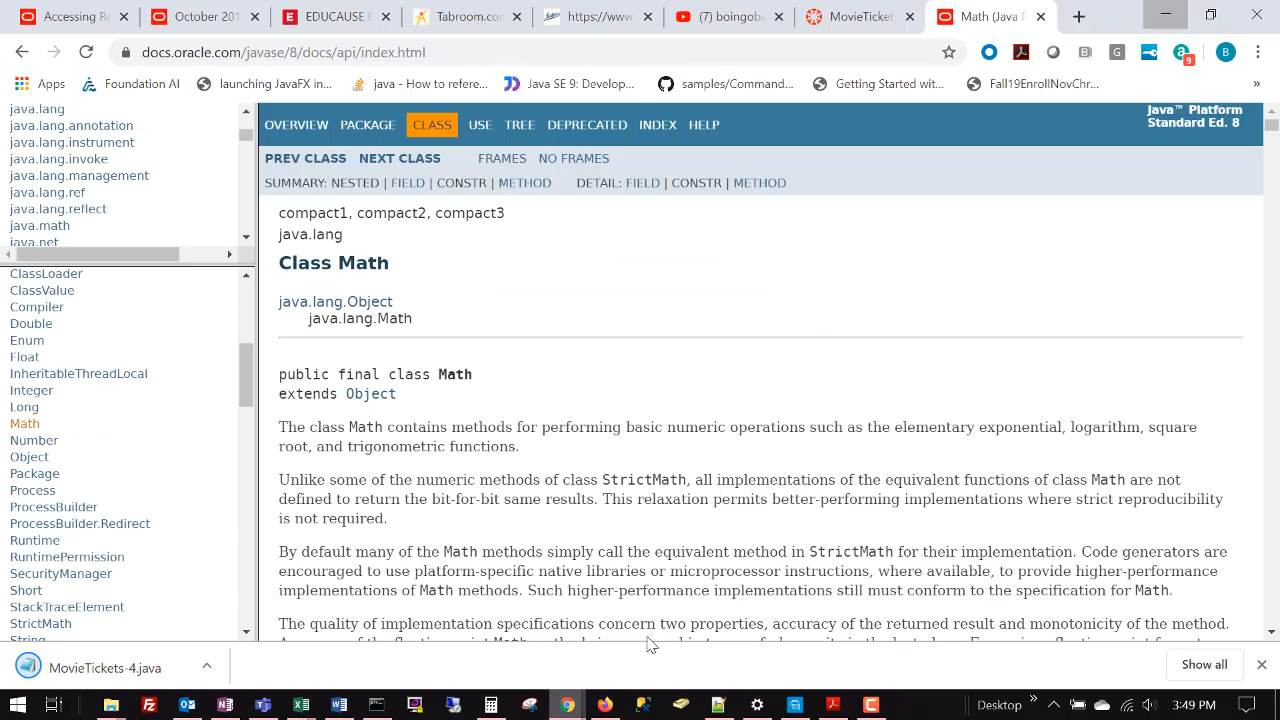 Accessing Re
October 201
EDUCAUSE R
Tabroom.com
https://www
(7) bongoba
MovieTicket
Math (Java P
docs.oracle.com/javase/8/docs/api/index.html
B
9
Apps
Foundation AI
launching JavaFX in...
java - How to refere...
Java SE 9: Develop...
samples/Command...
Getting Started wit...
Fall19EnrollNovChr...
»
java.lang
java.lang.annotation
java.lang.instrument
java.lang.invoke
java.lang.management
java.lang.ref
java.lang.reflect
java.math
java.net
ClassLoader
ClassValue
Compiler
Double
Enum
Float
InheritableThreadLocal
Integer
Long
Math
Number
Object
Package
Process
ProcessBuilder
ProcessBuilder.Redirect
Runtime
RuntimePermission
SecurityManager
Short
StackTraceElement
StrictMath
String
OVERVIEW PACKAGE CLASS USE TREE DEPRECATED INDEX HELP
Java™ Platform
Standard Ed. 8
PREV CLASS NEXT CLASS FRAMES NO FRAMES
SUMMARY: NESTED | FIELD | CONSTR | METHOD DETAIL: FIELD | CONSTR | METHOD
compact1, compact2, compact3
java.lang
Class Math
java.lang.Object
java.lang.Math
public final class Math
extends Object
The class Math contains methods for performing basic numeric operations such as the elementary exponential, logarithm, square
root, and trigonometric functions.
Unlike some of the numeric methods of class StrictMath, all implementations of the equivalent functions of class Math are not
defined to return the bit-for-bit same results. This relaxation permits better-performing implementations where strict reproducibility
is not required.
By default many of the Math methods simply call the equivalent method in StrictMath for their implementation. Code generators are
encouraged to use platform-specific native libraries or microprocessor instructions, where available, to provide higher-performance
implementations of Math methods. Such higher-performance implementations still must conform to the specification for Math.
The quality of implementation specifications concern two properties, accuracy of the returned result and monotonicity of the method.
MovieTickets-4.java
Show all
Desktop
»
3:49 PM